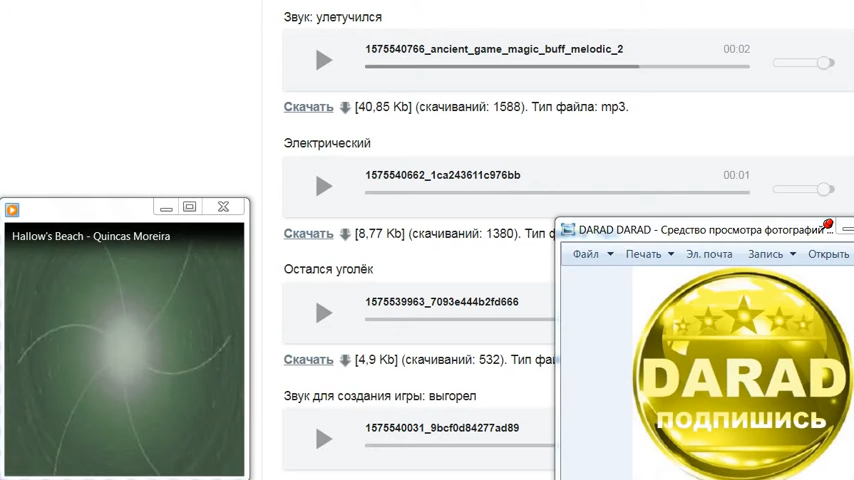 Звук: улетучился
1575540766_ancient_game_magic_buff_melodic_2
00:02
Скачать [40,85 Kb] (скачиваний: 1588). Тип файла: mp3.
Электрический
1575540662_1ca243611c976bb
00:01
Скачать [8,77 Kb] (скачиваний: 1380). Тип ф
Остался уголёк
1575539963_7093e444b2fd666
Скачать [4,9 Kb] (скачиваний: 532). Тип фай
Звук для создания игры: выгорел
1575540031_9bcf0d84277ad89
Hallow's Beach - Quincas Moreira
DARAD DARAD - Средство просмотра фотографий ...
Файл Печать Эл. почта Запись Открыть
DARAD
ПОДПИШИСЬ